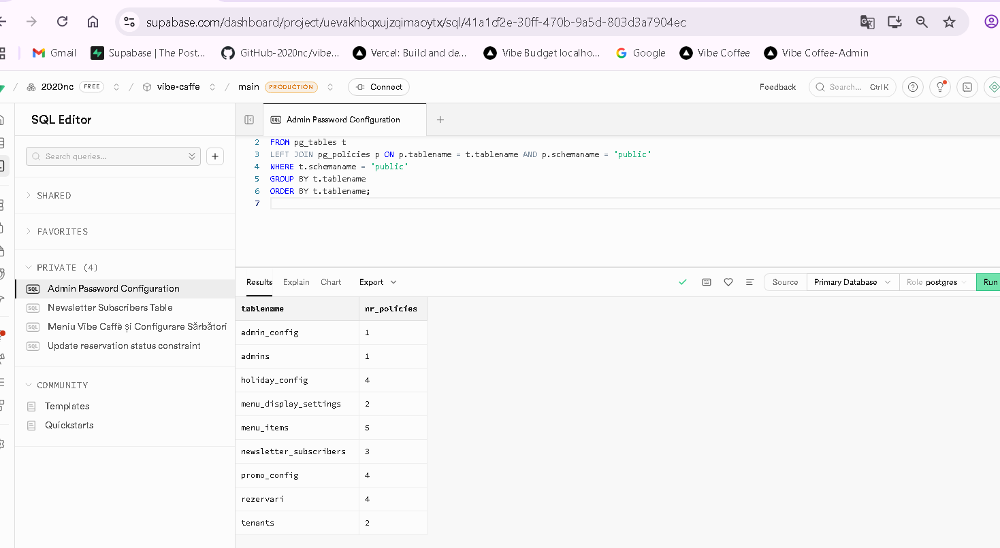 supabase.com/dashboard/project/uevakhbqxujzqimaoytx/sql/41a1cf2e-30ff-470b-9a5d-803d3a7904ec
Gmail
Supabase | The Post...
GitHub-2020nc/vibe...
Vercel: Build and de...
Vibe Budget localho...
Google
Vibe Coffee
Vibe Coffee-Admin
/ 2020nc FREE / vibe-caffe / main PRODUCTION Connect
Feedback
Search... Ctrl K
SQL Editor
SQL Admin Password Configuration
Search queries...
SHARED
FAVORITES
PRIVATE (4)
SQL Admin Password Configuration
SQL Newsletter Subscribers Table
SQL Meniu Vibe Caffè și Configurare Sărbători
SQL Update reservation status constraint
COMMUNITY
Templates
Quickstarts
2 FROM pg_tables t
3 LEFT JOIN pg_policies p ON p.tablename = t.tablename AND p.schemaname = 'public'
4 WHERE t.schemaname = 'public'
5 GROUP BY t.tablename
6 ORDER BY t.tablename;
7
Results Explain Chart Export
Source Primary Database Role postgres Run
tablename nr_policies
admin_config 1
admins 1
holiday_config 4
menu_display_settings 2
menu_items 5
newsletter_subscribers 3
promo_config 4
rezervari 4
tenants 2